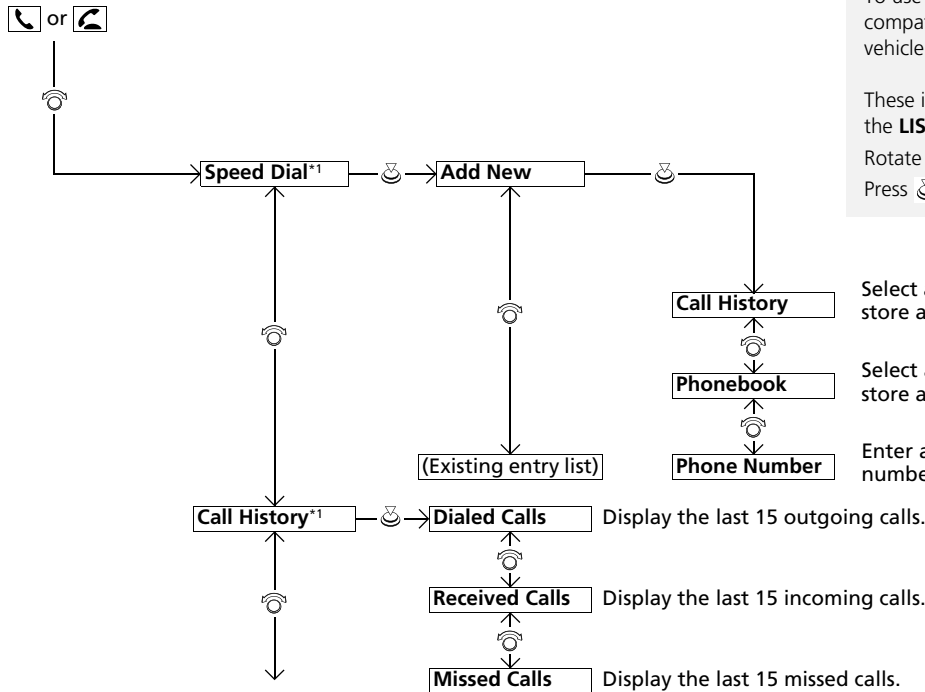 or
To use
compa
vehicle
These i
the LIS
Rotate
Press
Speed Dial*1
Add New
Call History
Select a
store a
Phonebook
Select a
store a
(Existing entry list)
Phone Number
Enter a
numbe
Call History*1
Dialed Calls
Display the last 15 outgoing calls.
Received Calls
Display the last 15 incoming calls.
Missed Calls
Display the last 15 missed calls.